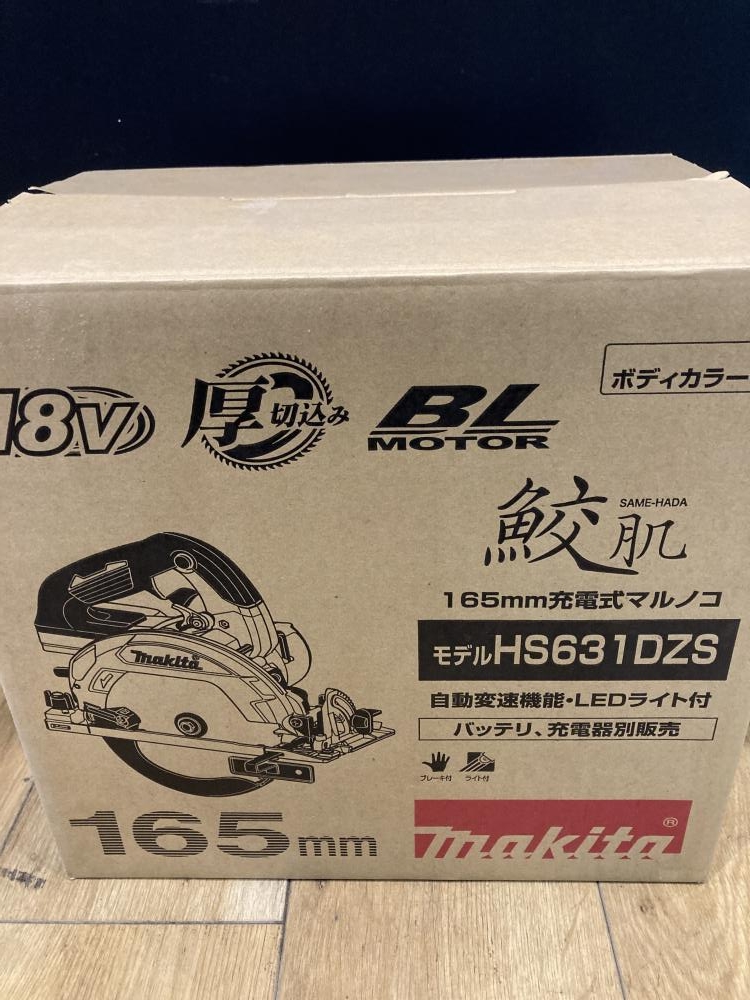 18V
厚切込み
BL
MOTOR
ボディカラー
鮫肌
SAME-HADA
165mm充電式マルノコ
モデルHS631DZS
自動変速機能・LEDライト付
バッテリ、充電器別販売
ブレーキ付
ライト付
makita
165mm
makita®